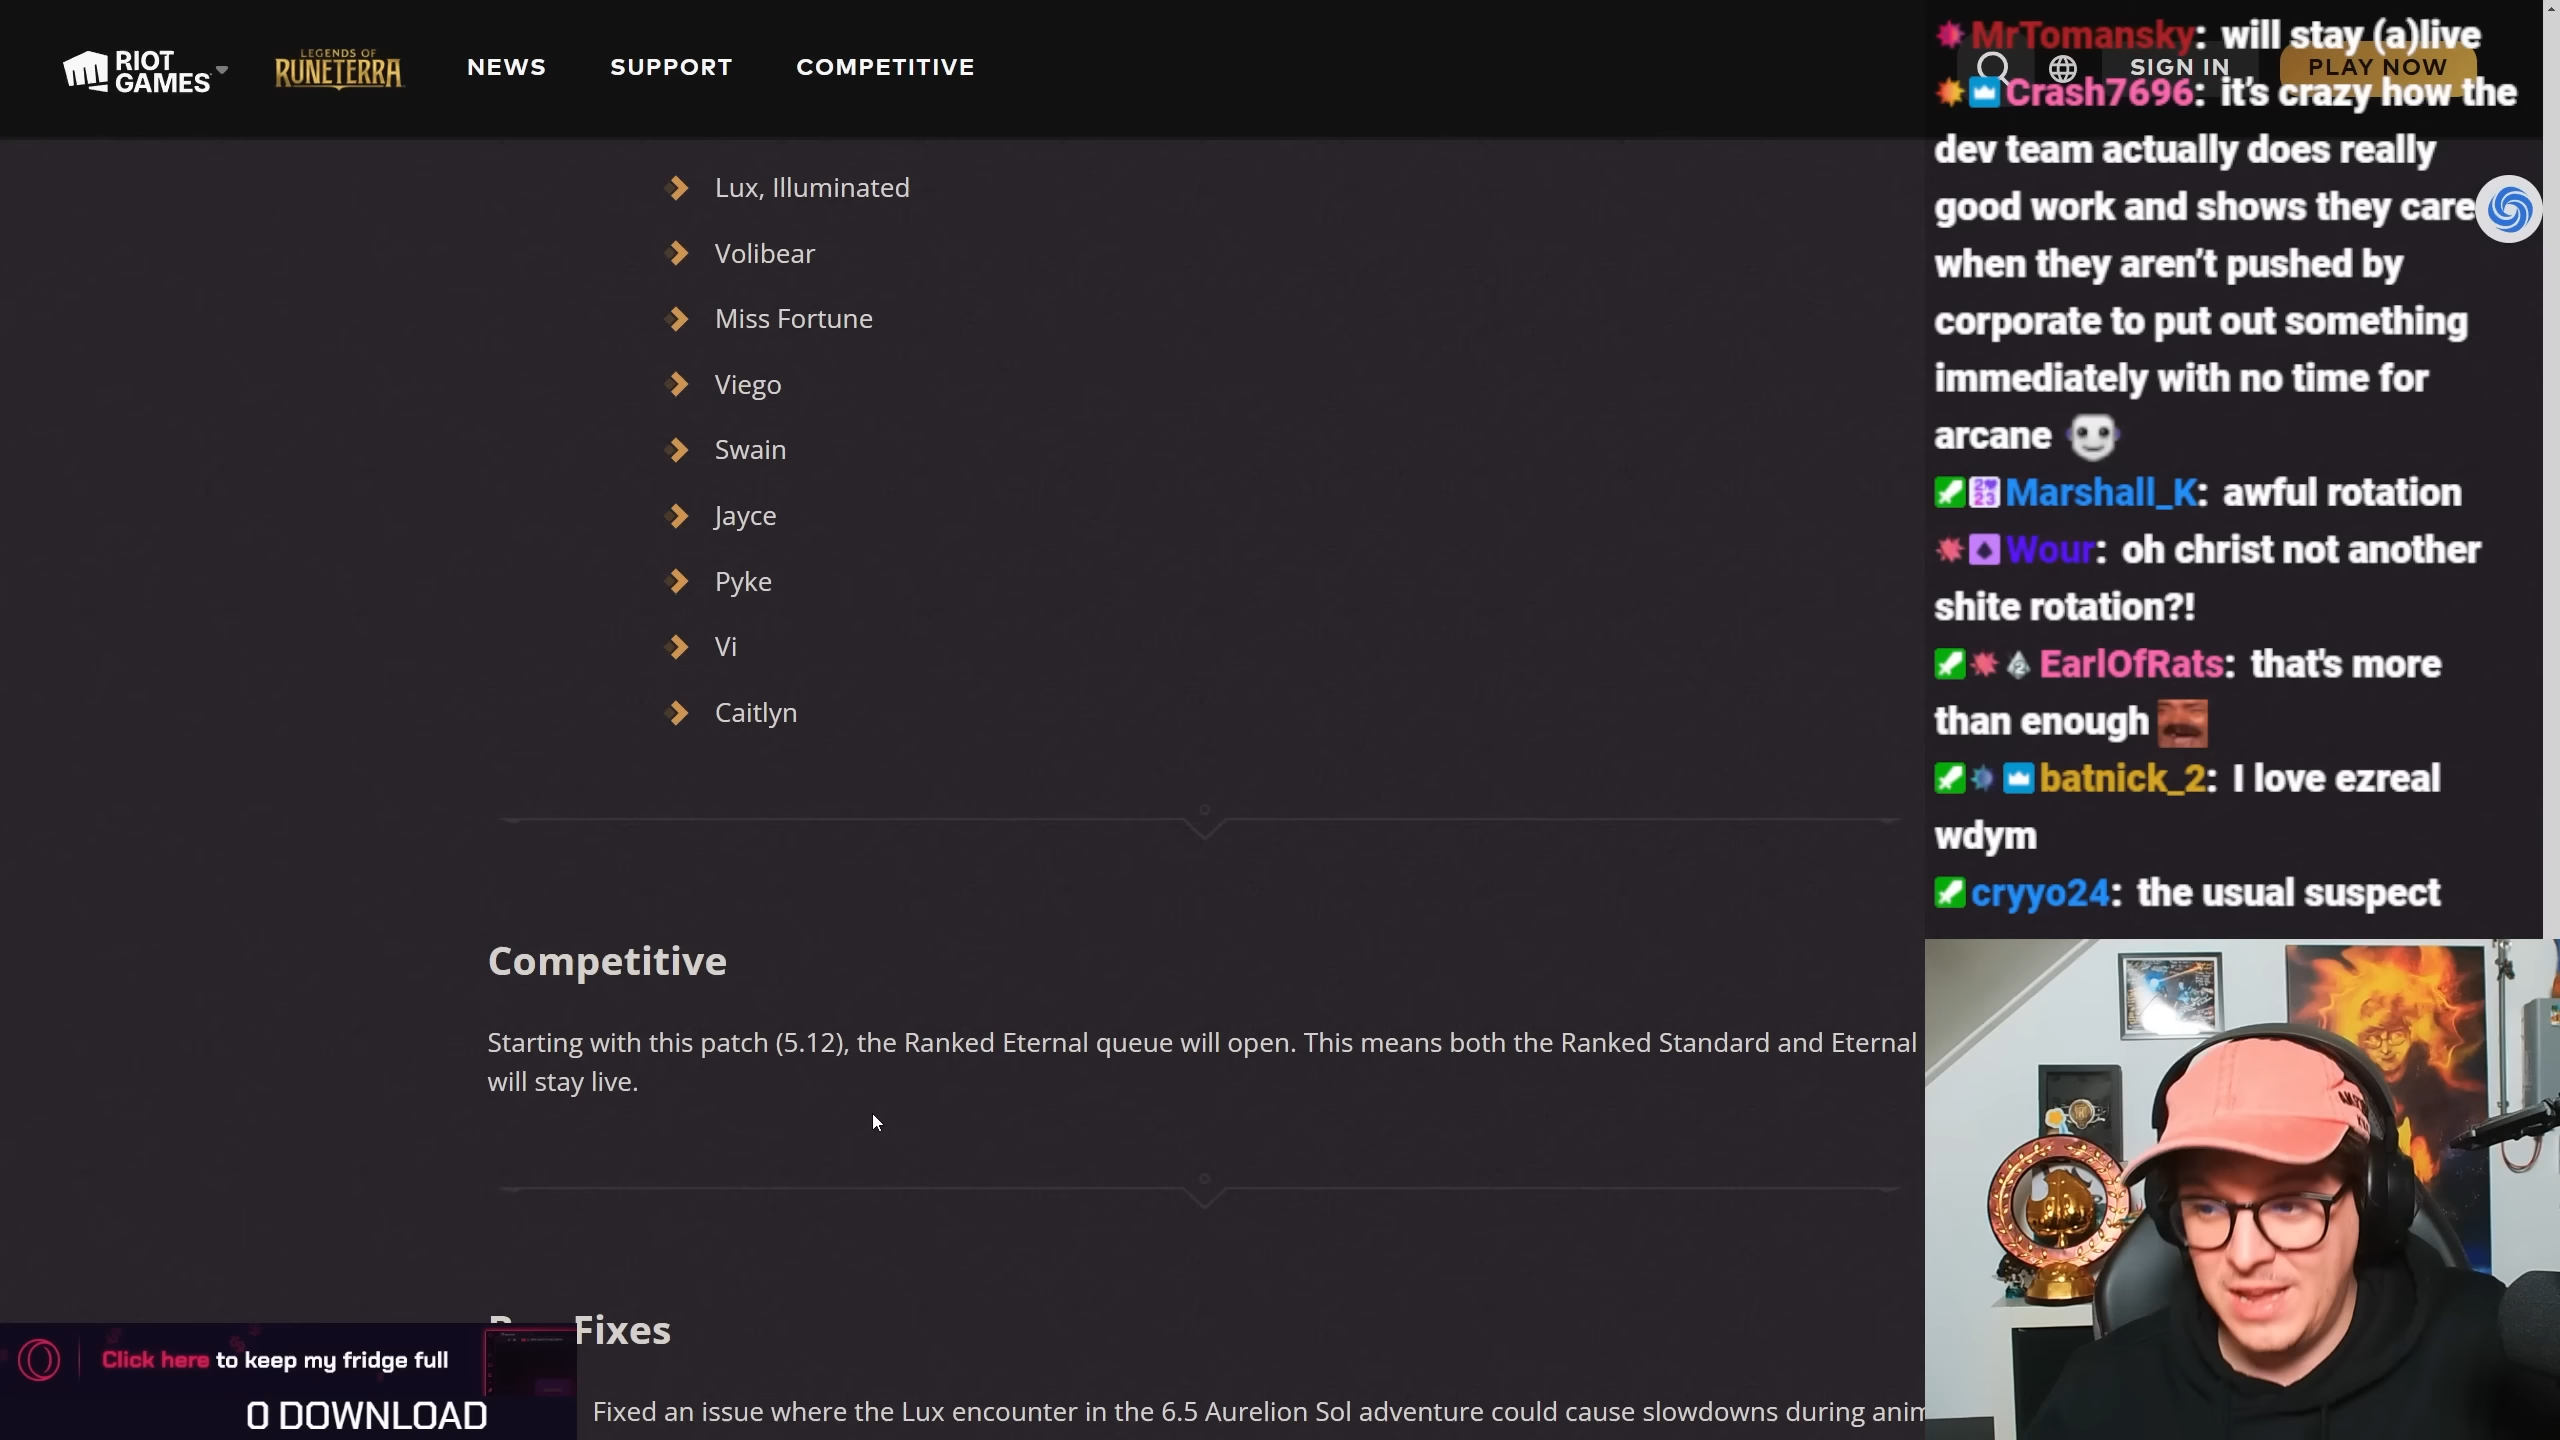 RIOT GAMES
LEGENDS OF
RUNETERRA
NEWS
SUPPORT
COMPETITIVE
SIGN IN
PLAY NOW
Lux, Illuminated
Volibear
Miss Fortune
Viego
Swain
Jayce
Pyke
Vi
Caitlyn
Competitive
Starting with this patch (5.12), the Ranked Eternal queue will open. This means both the Ranked Standard and Eternal
will stay live.
Fixes
Fixed an issue where the Lux encounter in the 6.5 Aurelion Sol adventure could cause slowdowns during
Click here to keep my fridge full
0 DOWNLOAD
MrTomansky: will stay (a)live
Crash7696: it's crazy how the
dev team actually does really
good work and shows they care
when they aren't pushed by
corporate to put out something
immediately with no time for
arcane
Marshall_K: awful rotation
Wour: oh christ not another
shite rotation?!
EarlOfRats: that's more
than enough
batnick_2: I love ezreal
wdym
cryyo24: the usual suspect